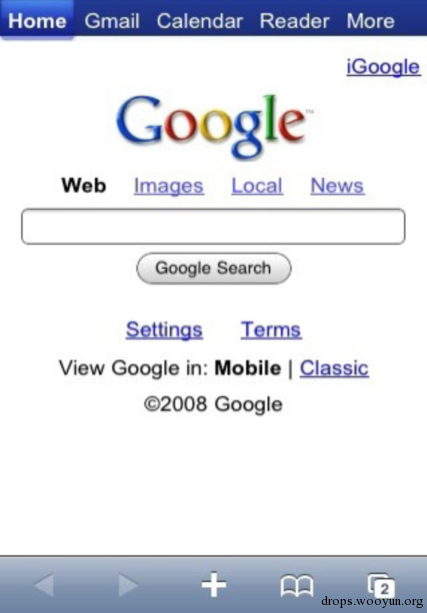 Home Gmail Calendar Reader More
iGoogle
Google™
Web Images Local News
Google Search
Settings Terms
View Google in: Mobile | Classic
©2008 Google
2
drops.wooyun.org